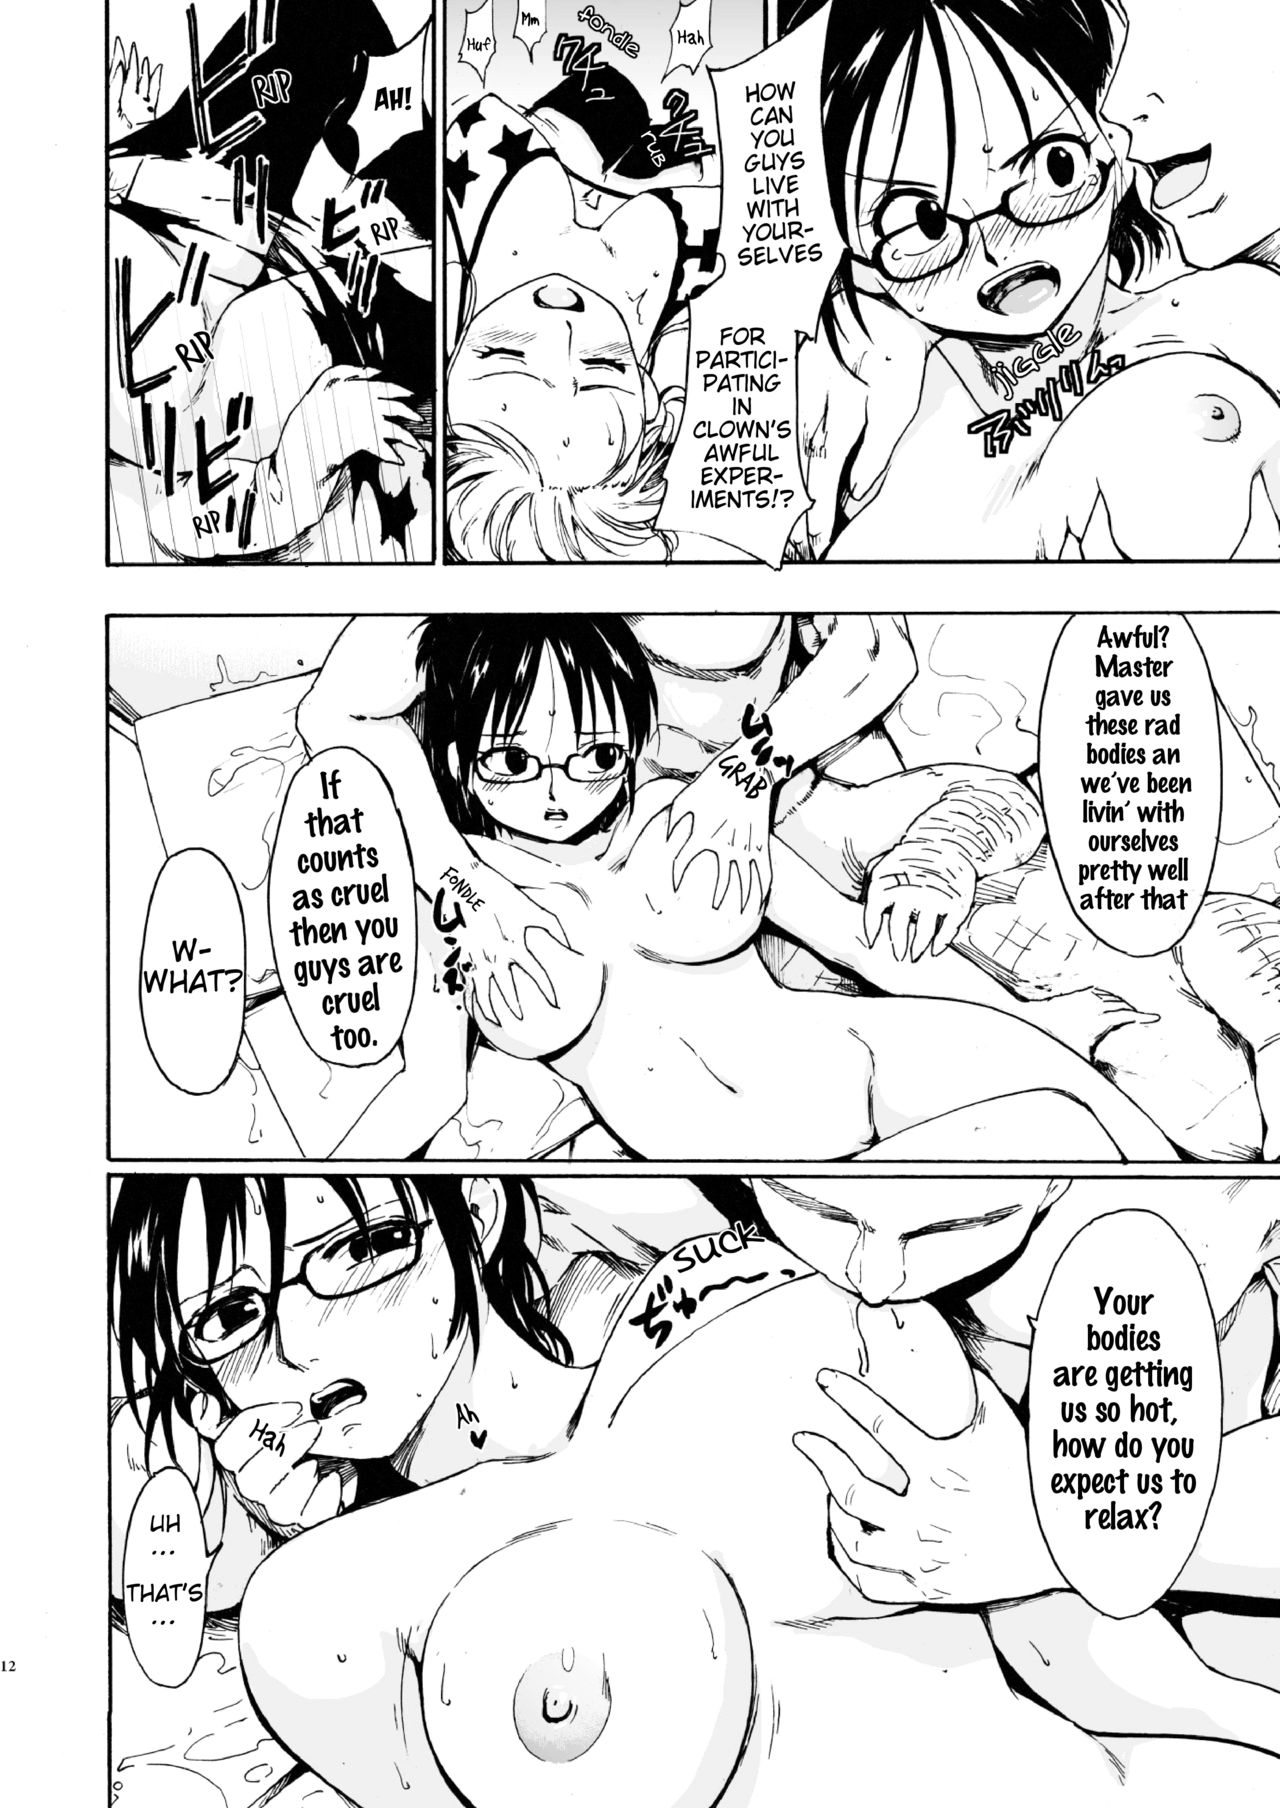 HOW
CAN
YOU
GUYS
LIVE
WITH
YOUR-
SELVES
FOR
PARTICI-
PATING
IN
CLOWN'S
AWFUL
EXPER-
IMENTS!?
jiggle
Hah
Mm
Huf
fondle
RUB
AH!
RIP
RIP
RIP
RIP
Awful?
Master
gave us
these rad
bodies an
we've been
livin' with
ourselves
pretty well
after that
GRAB
FONDLE
If
that
counts
as cruel
then you
guys are
cruel
too.
W-
WHAT?
Your
bodies
are getting
us so hot,
how do you
expect us to
relax?
SUCK
Ah
Hah
UH
...
THAT'S
...
12